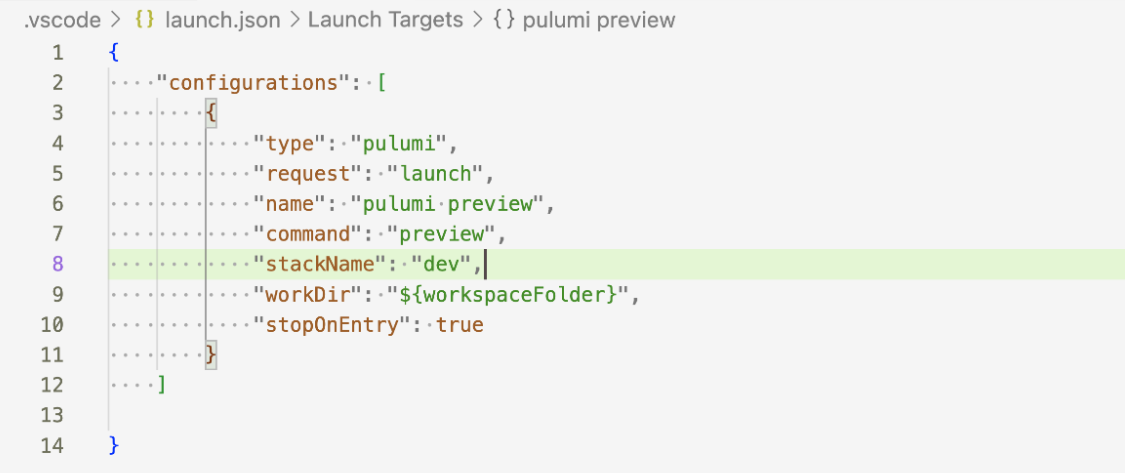 .vscode > {} launch.json > Launch Targets > {} pulumi preview
1 {
2     "configurations": [
3         {
4             "type": "pulumi",
5             "request": "launch",
6             "name": "pulumi preview",
7             "command": "preview",
8             "stackName": "dev",
9             "workDir": "${workspaceFolder}",
10             "stopOnEntry": true
11         }
12     ]
13
14 }